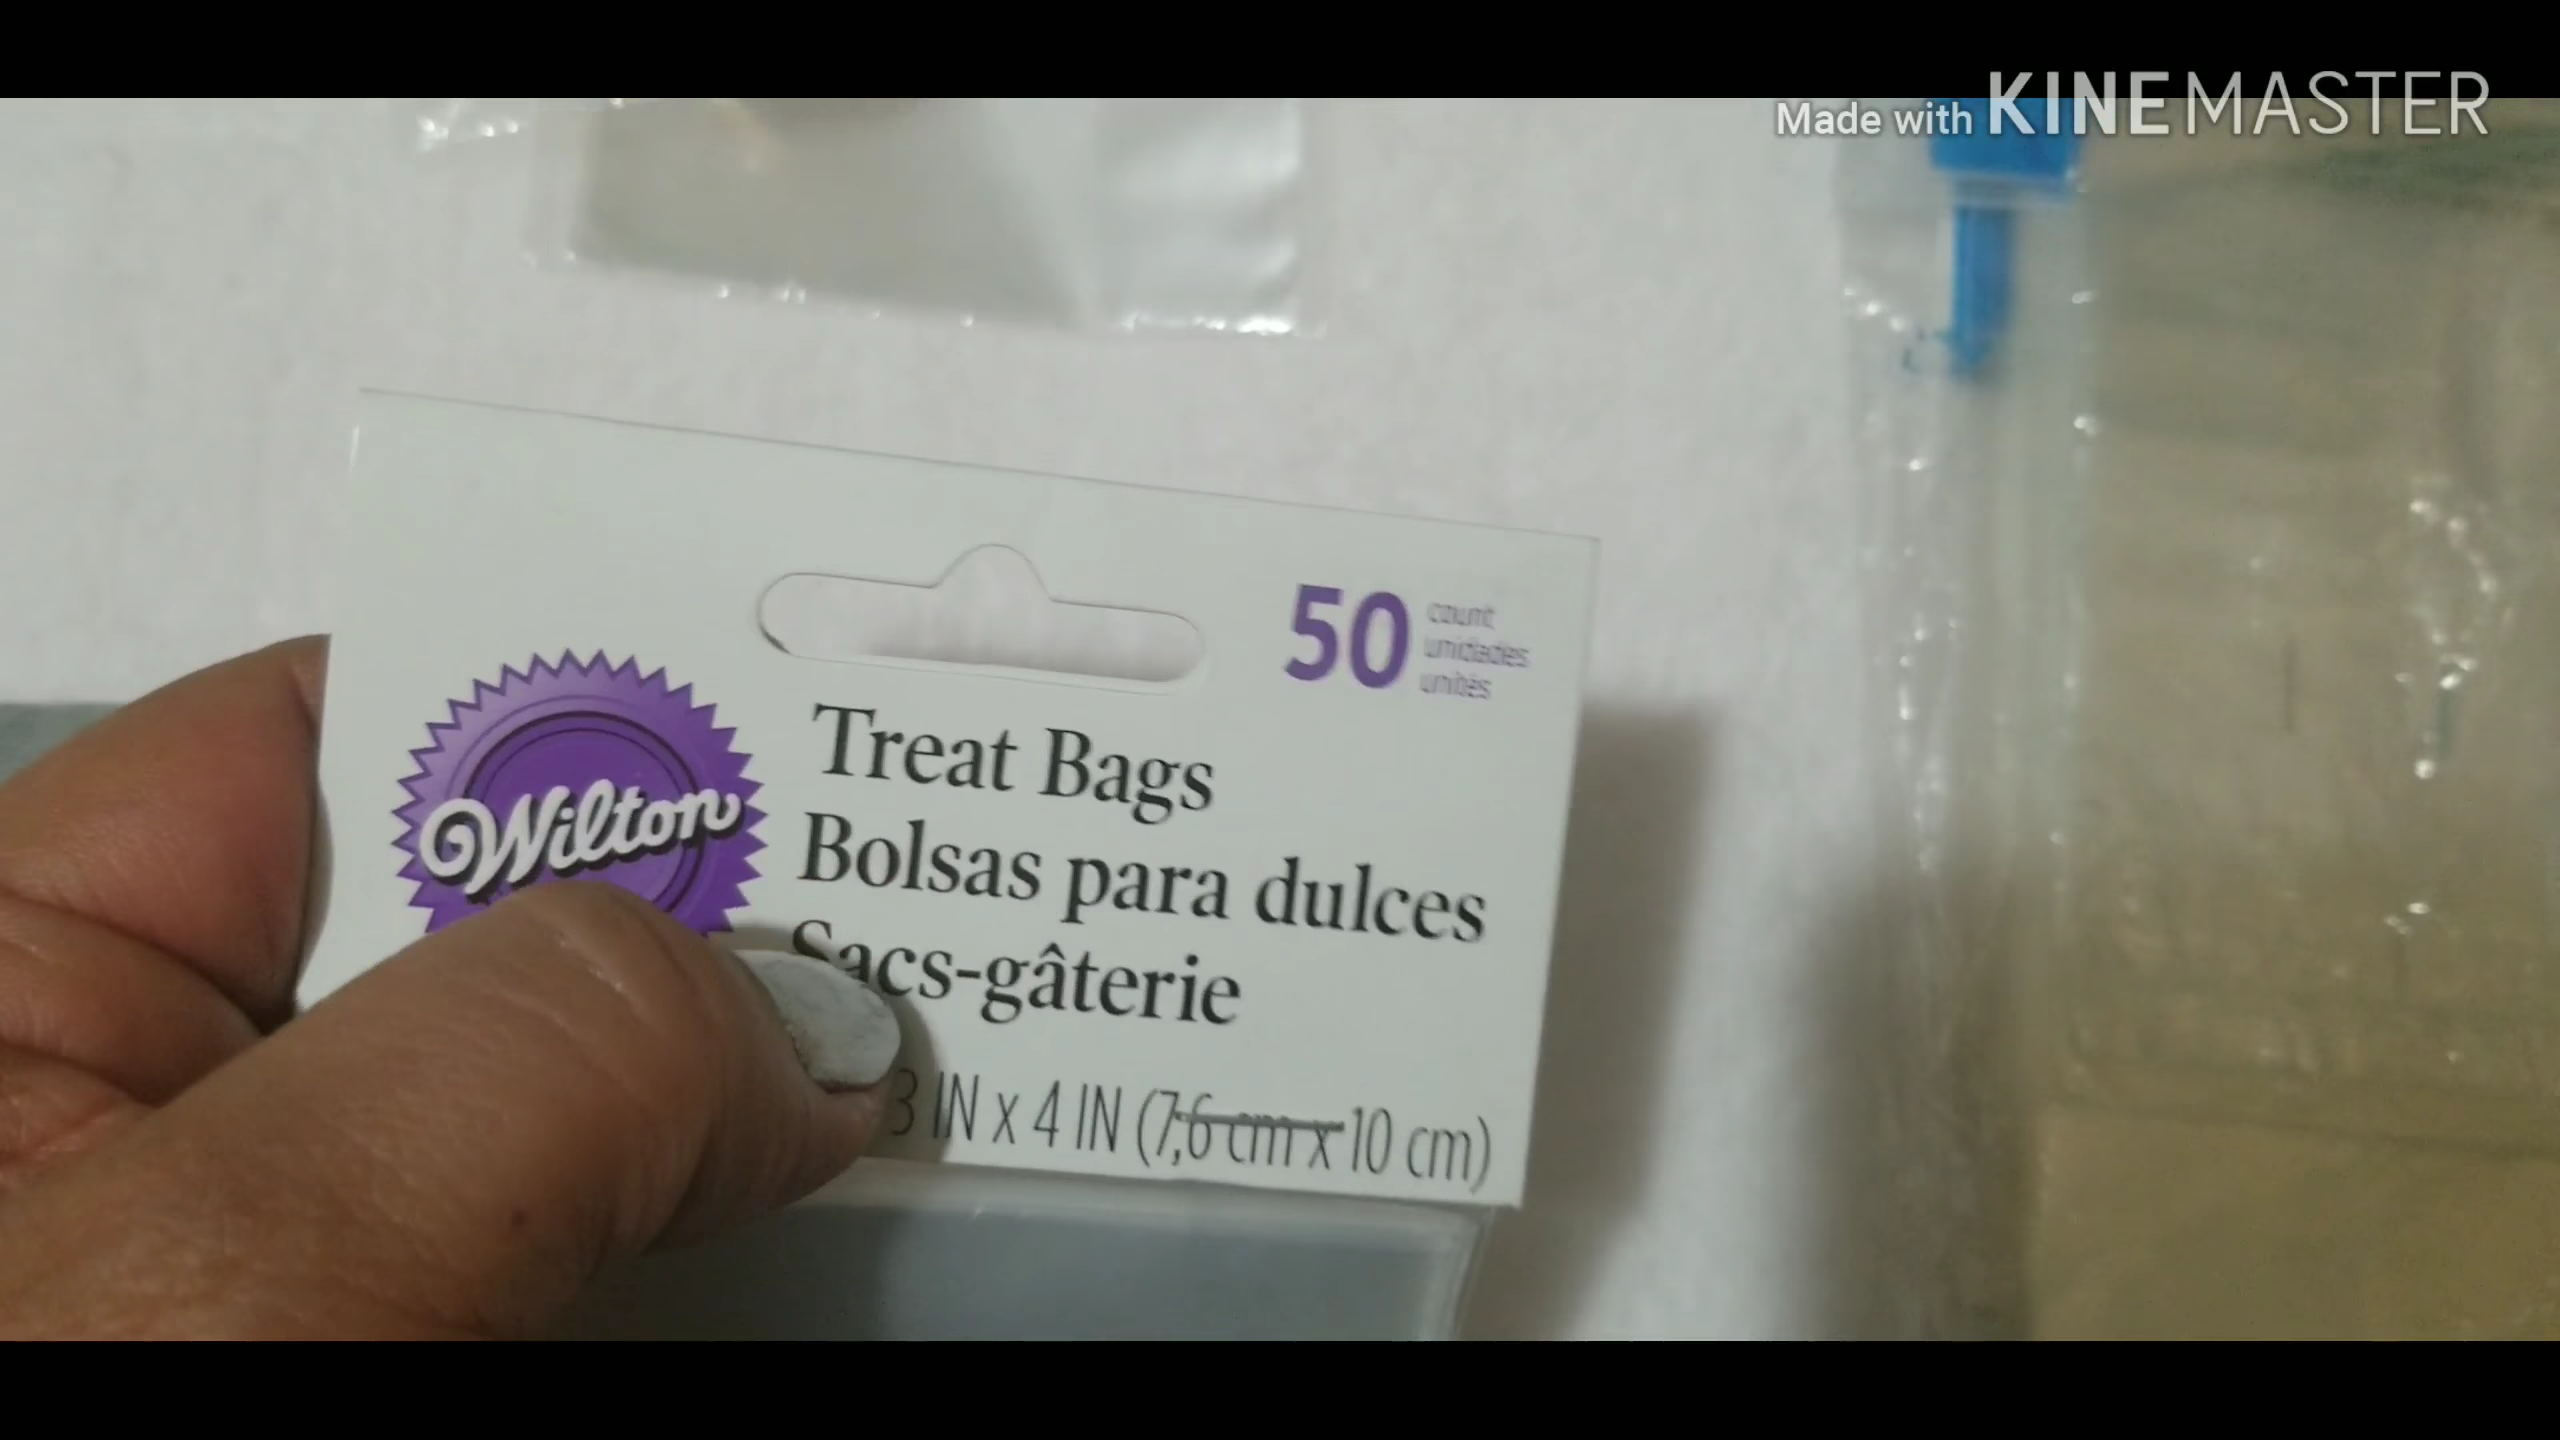 Made with KINEMASTER
50 count
unidades
unités
Wilton
Treat Bags
Bolsas para dulces
Sacs-gâterie
3 IN x 4 IN (7,6 cm x 10 cm)